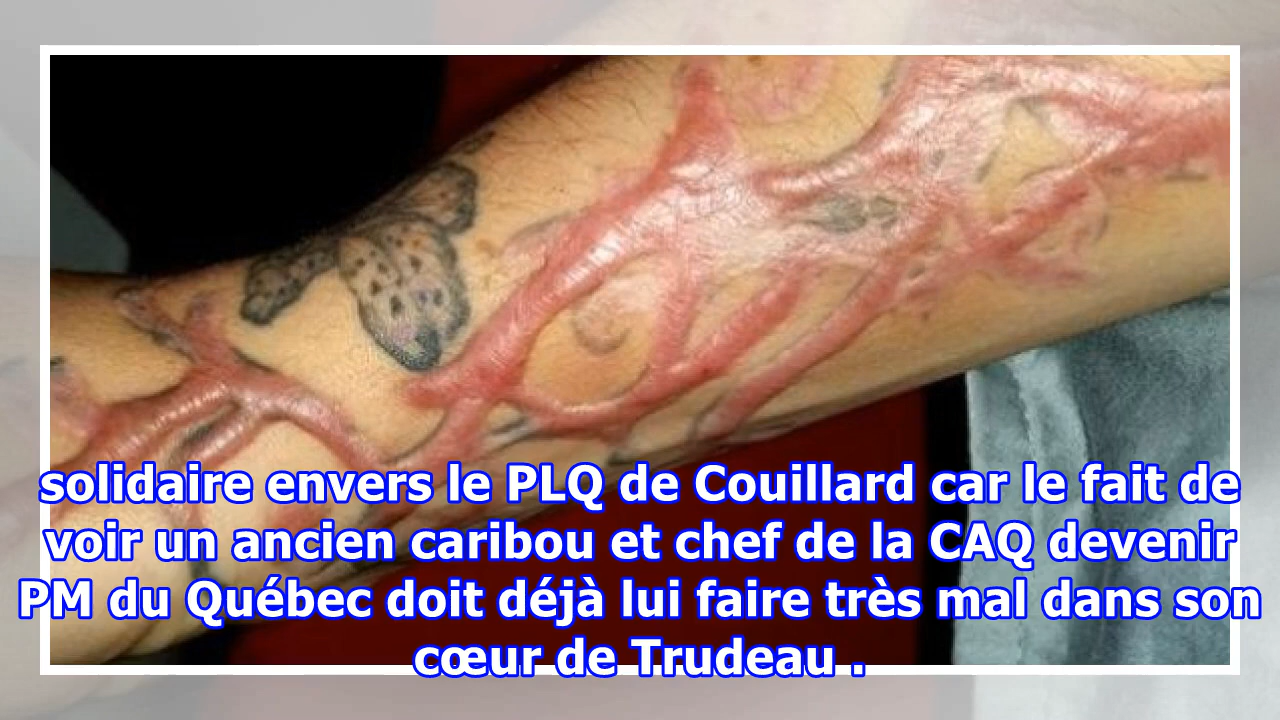 solidaire envers le PLQ de Couillard car le fait de
voir un ancien caribou et chef de la CAQ devenir
PM du Québec doit déjà lui faire très mal dans son
cœur de Trudeau .